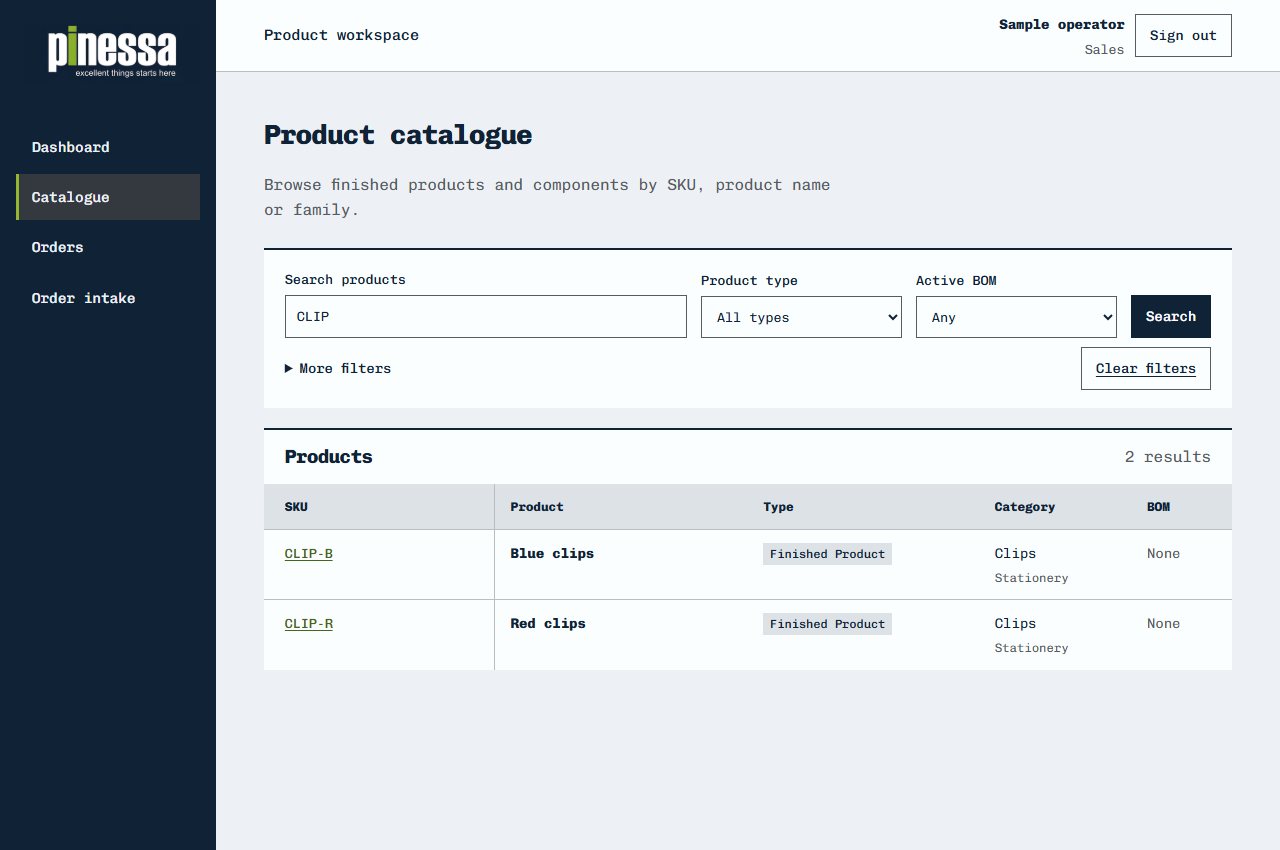 pinessa
excellent things starts here
Dashboard
Catalogue
Orders
Order intake
Product workspace
Sample operator
Sales
Sign out
Product catalogue
Browse finished products and components by SKU, product name
or family.
Search products
Product type
Active BOM
CLIP
All types
Any
Search
More filters
Clear filters
Products
2 results
SKU Product Type Category BOM
CLIP-B Blue clips Finished Product Clips None
Stationery
CLIP-R Red clips Finished Product Clips None
Stationery